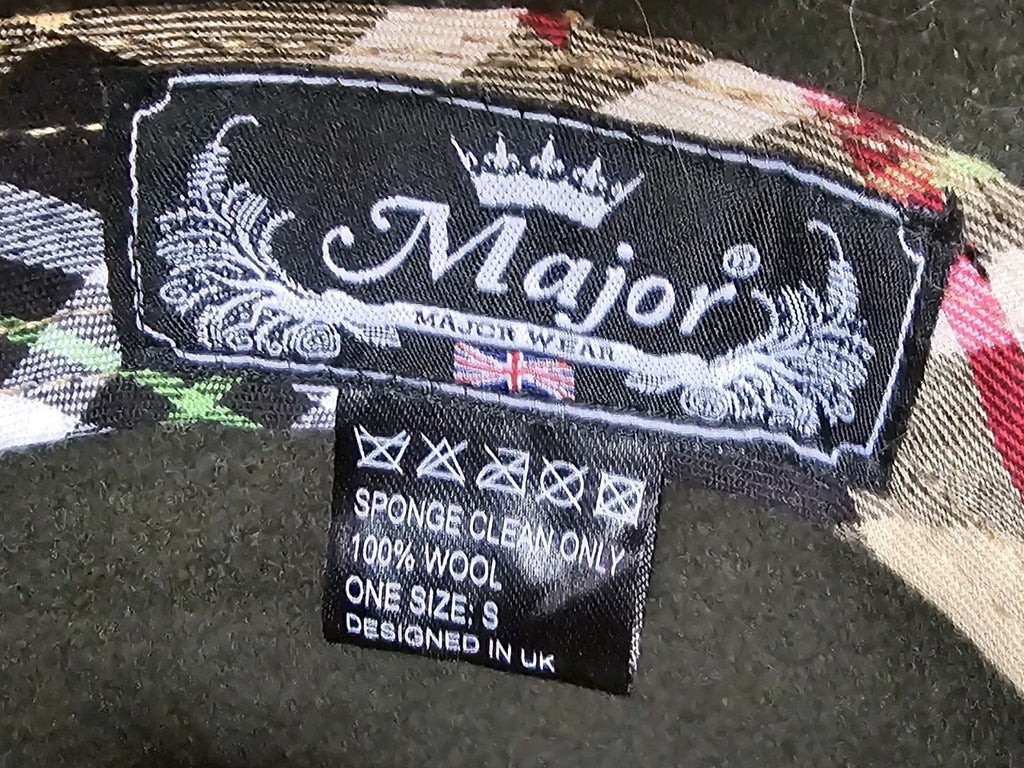 Major®
MAJOR WEAR
SPONGE CLEAN ONLY
100% WOOL
ONE SIZE: S
DESIGNED IN UK